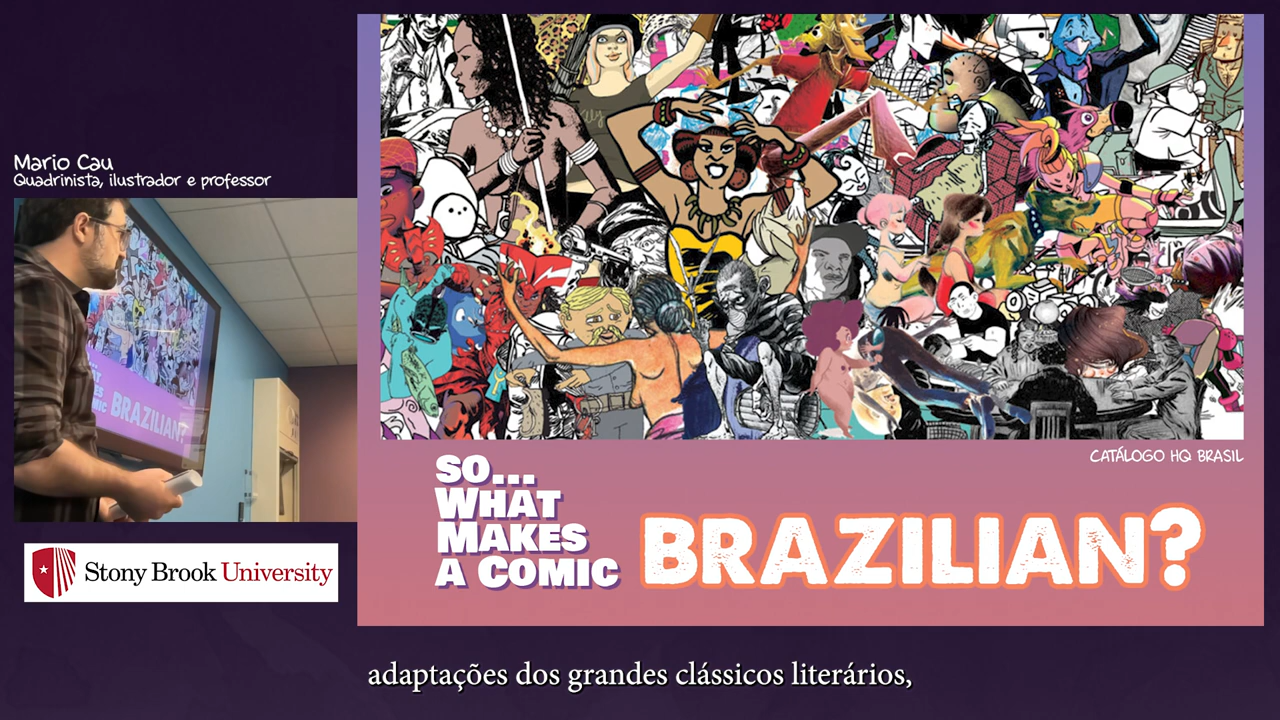 Mario Cau
Quadrinista, ilustrador e professor
BRAZILIAN?
Stony Brook University
CATÁLOGO HQ BRASIL
SO...
WHAT
MAKES
A COMIC
BRAZILIAN?
adaptações dos grandes clássicos literários,